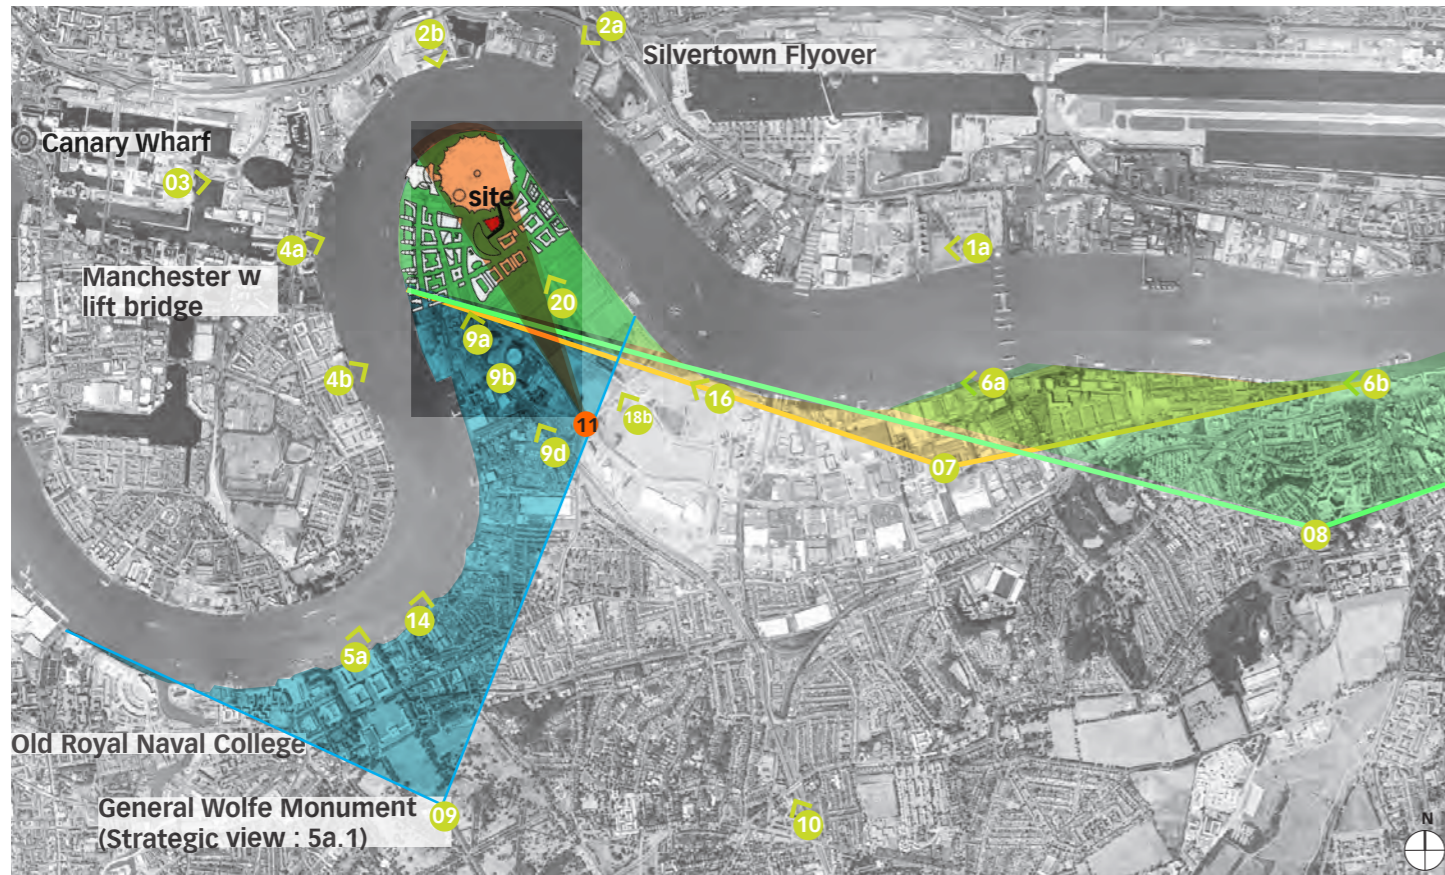 2b
2a
Silvertown Flyover
Canary Wharf
03
site
4a
1a
Manchester w
lift bridge
20
9a
4b
9b
6a
6b
16
18b
11
9d
07
08
14
5a
Old Royal Naval College
General Wolfe Monument
(Strategic view : 5a.1)
09
10
N